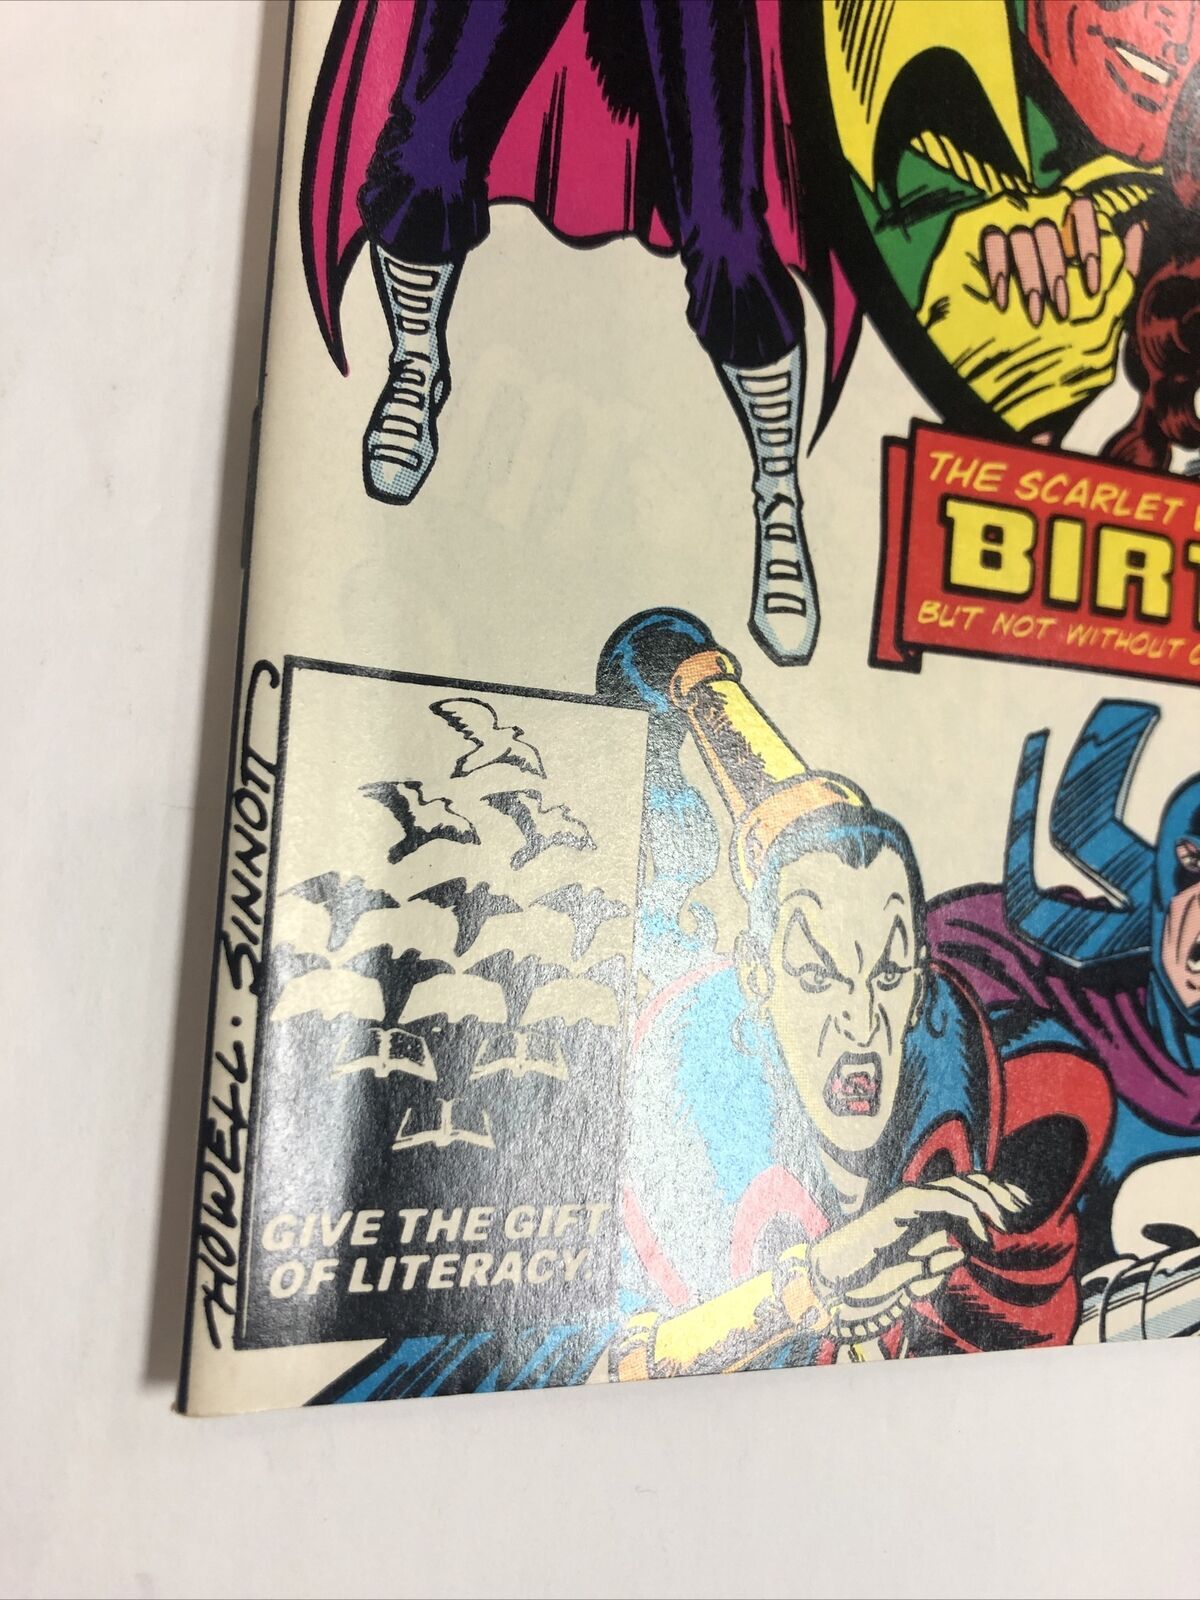 THE SCARLET
BIRT
BUT NOT WITHOUT
HOWELL. SINNOTT
GIVE THE GIFT
OF LITERACY.